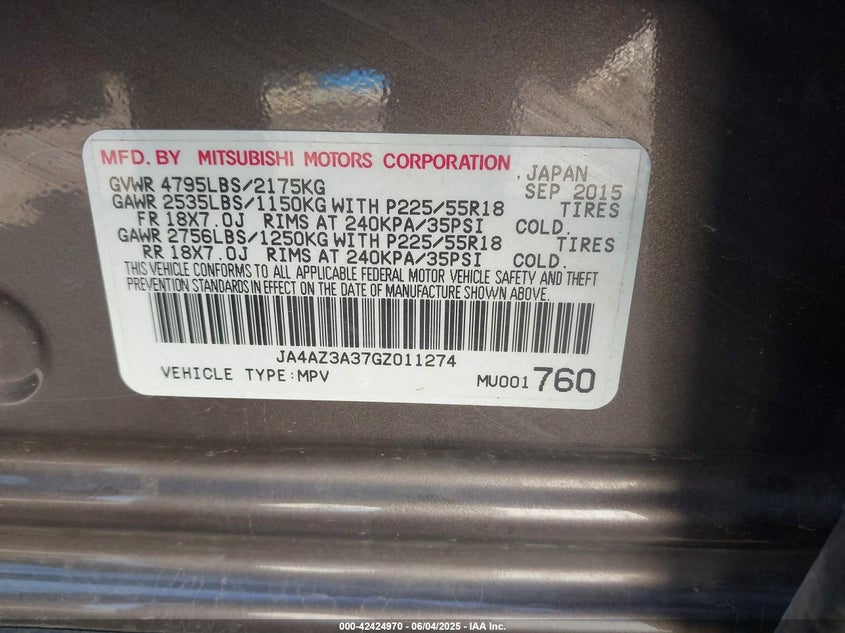 MFD. BY MITSUBISHI MOTORS CORPORATION , JAPAN
GVWR 4795LBS/2175KG SEP 2015
GAWR 2535LBS/1150KG WITH P225/55R18 TIRES
FR 18X7.0J RIMS AT 240KPA/35PSI COLD.
GAWR 2756LBS/1250KG WITH P225/55R18 TIRES
RR 18X7.0J RIMS AT 240KPA/35PSI COLD.
THIS VEHICLE CONFORMS TO ALL APPLICABLE FEDERAL MOTOR VEHICLE SAFETY AND THEFT
PREVENTION STANDARDS IN EFFECT ON THE DATE OF MANUFACTURE SHOWN ABOVE.
JA4AZ3A37GZ011274
VEHICLE TYPE:MPV MU001 760
000-42424970 - 06/04/2025 - IAA Inc.